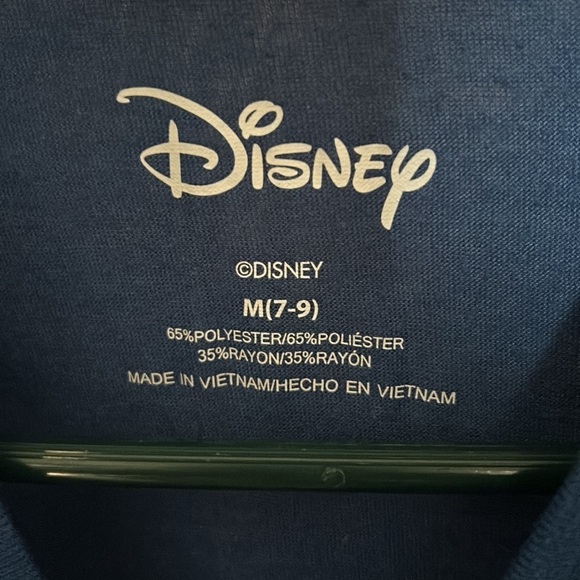 Disney
©DISNEY
M(7-9)
65%POLYESTER/65%POLIÉSTER
35%RAYON/35%RAYÓN
MADE IN VIETNAM/HECHO EN VIETNAM